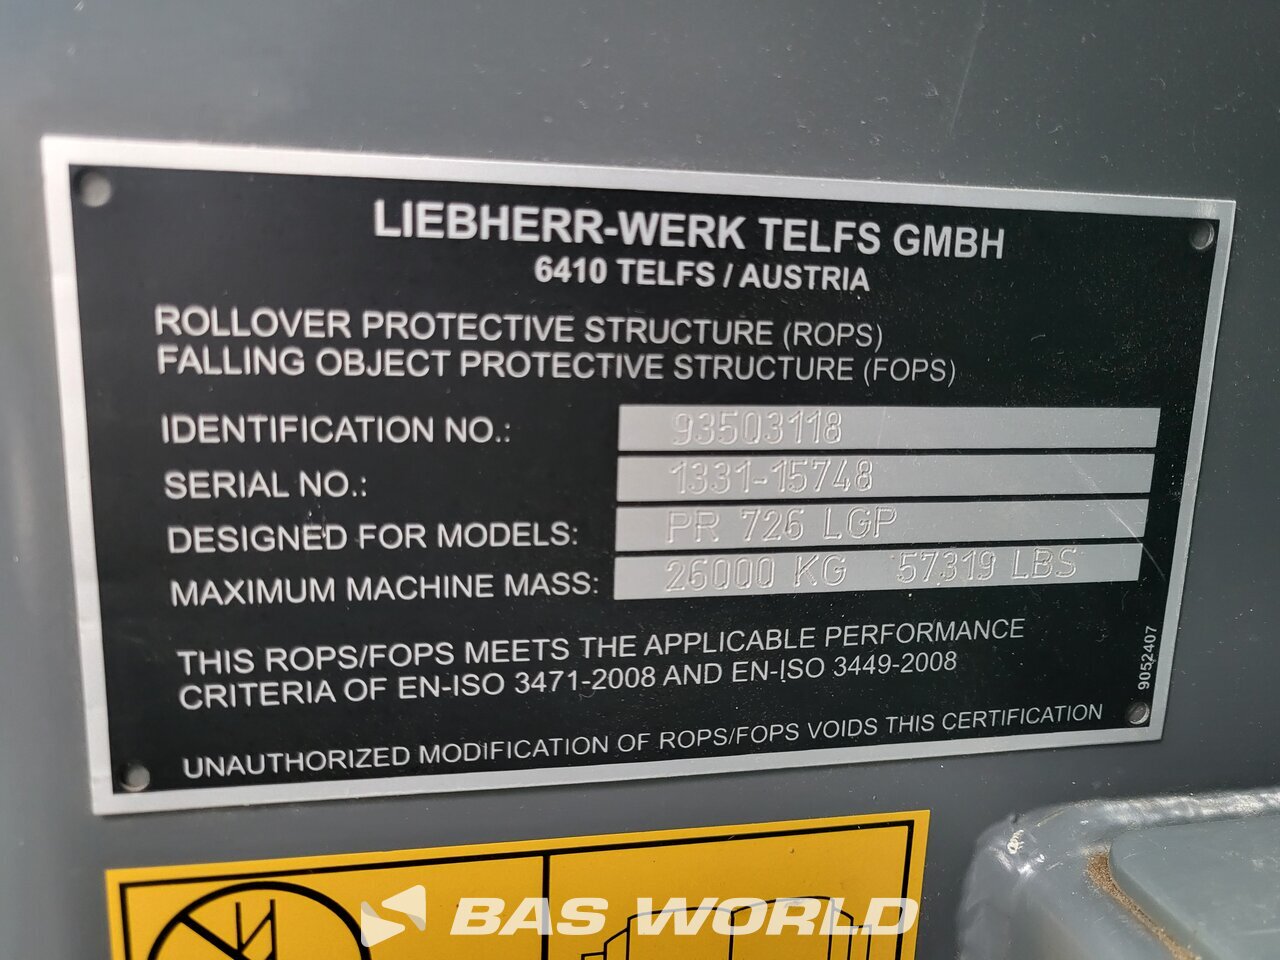 LIEBHERR-WERK TELFS GMBH
6410 TELFS / AUSTRIA
ROLLOVER PROTECTIVE STRUCTURE (ROPS)
FALLING OBJECT PROTECTIVE STRUCTURE (FOPS)
IDENTIFICATION NO.: 93503118
SERIAL NO.: 1331-15748
DESIGNED FOR MODELS: PR 726 LGP
MAXIMUM MACHINE MASS: 26000 KG 57319 LBS
THIS ROPS/FOPS MEETS THE APPLICABLE PERFORMANCE
CRITERIA OF EN-ISO 3471-2008 AND EN-ISO 3449-2008
UNAUTHORIZED MODIFICATION OF ROPS/FOPS VOIDS THIS CERTIFICATION
9052407
BAS WORLD